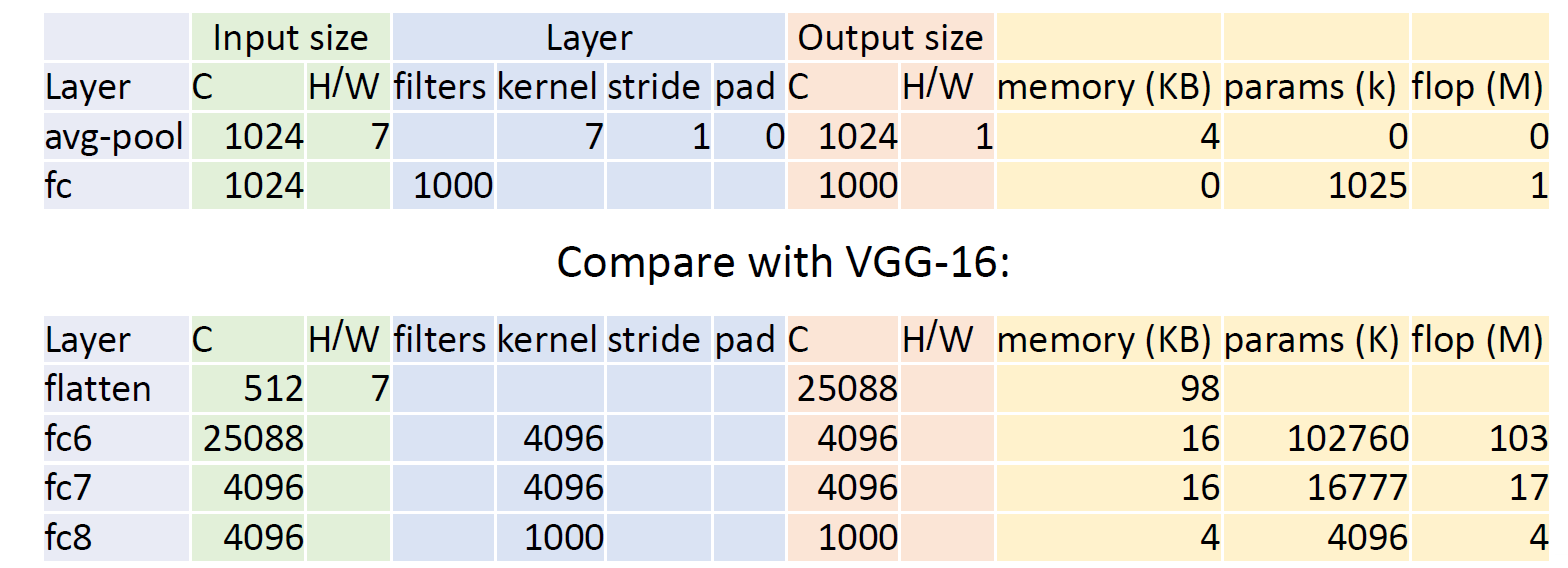 Input size Layer Output size
Layer C H/W filters kernel stride pad C H/W memory (KB) params (k) flop (M)
avg-pool 1024 7 7 1 0 1024 1 4 0 0
fc 1024 1000 1000 0 1025 1
Compare with VGG-16:
Layer C H/W filters kernel stride pad C H/W memory (KB) params (K) flop (M)
flatten 512 7 25088 98
fc6 25088 4096 4096 16 102760 103
fc7 4096 4096 4096 16 16777 17
fc8 4096 1000 1000 4 4096 4